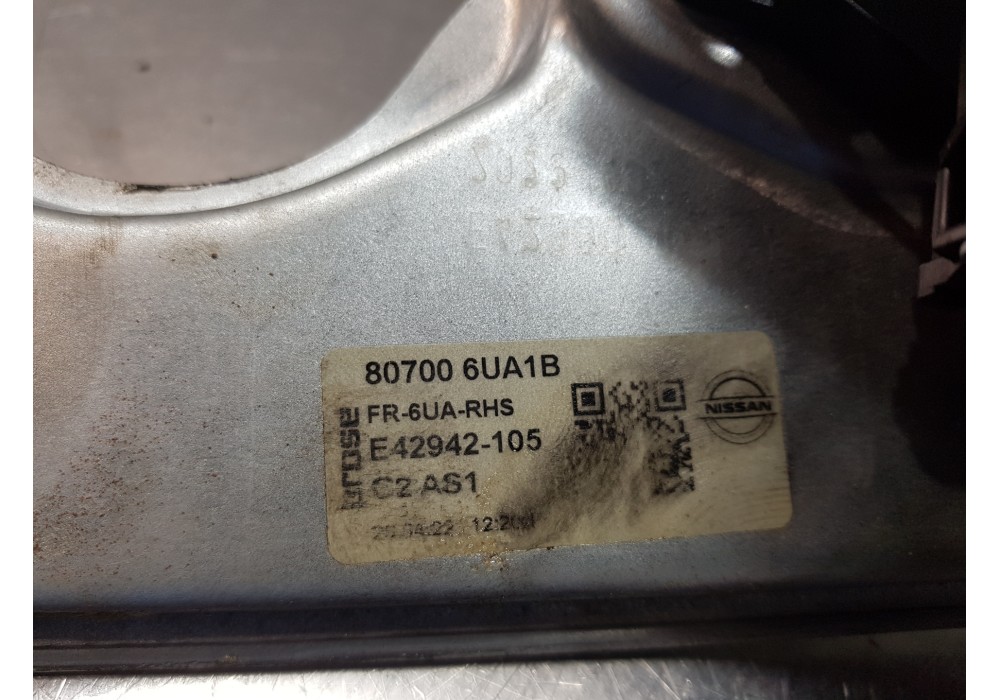 80700 6UA1B
FR-6UA-RHS
E42942-105
C2 AS1
brose
NISSAN